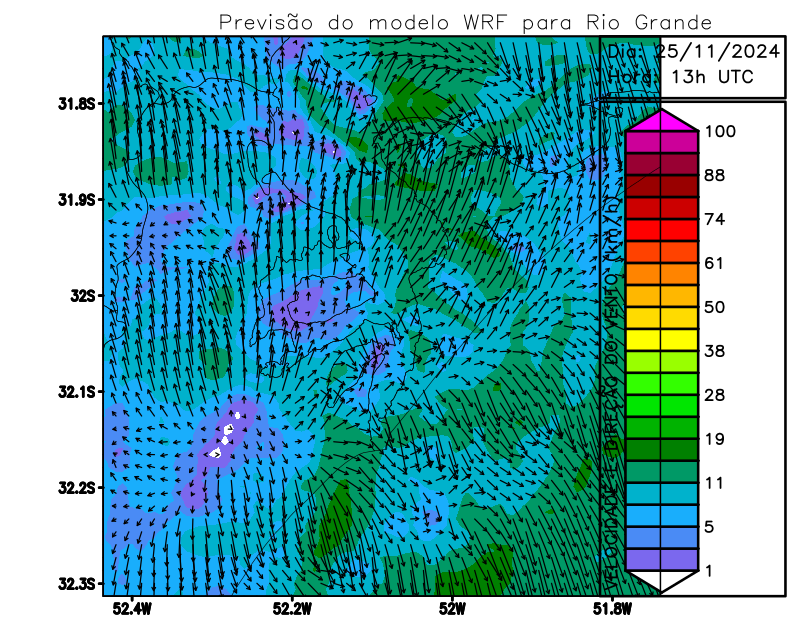 Previsão do modelo WRF para Rio Grande
Dia: 25/11/2024
Hora: 13h UTC
31.8S
31.9S
32S
32.1S
32.2S
32.3S
52.4W
52.2W
52W
51.8W
VELOCIDADE E DIREÇÃO DO VENTO (km/h)
100
88
74
61
50
38
28
19
11
5
1